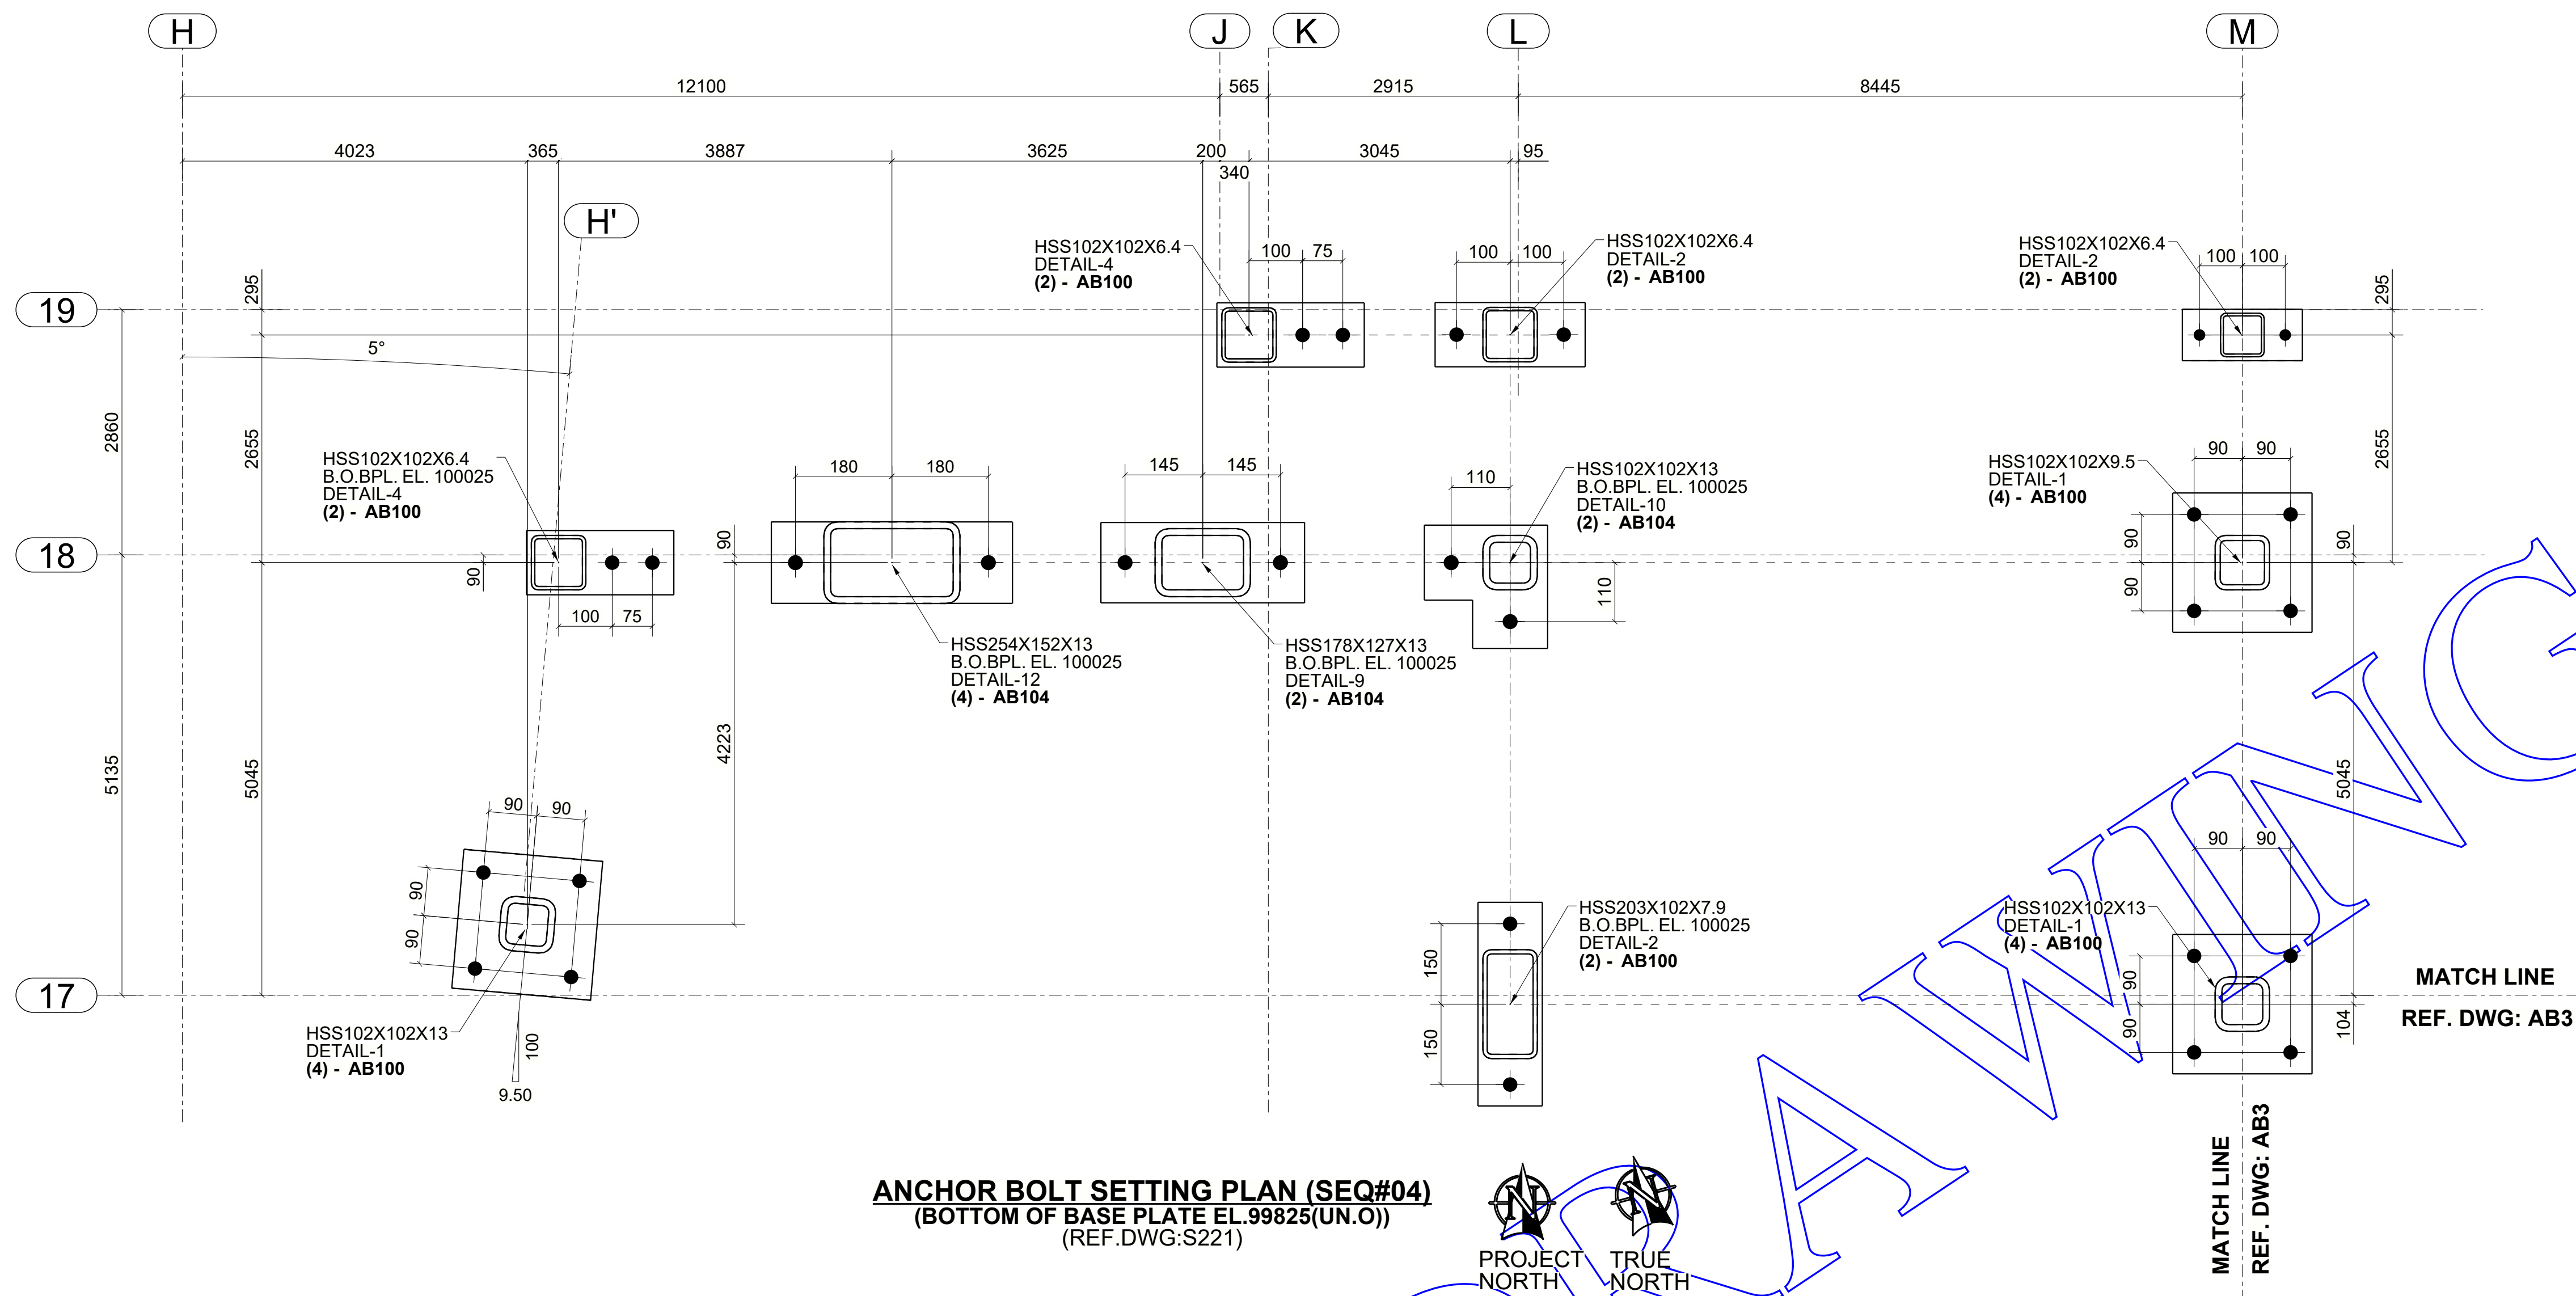 H
J
K
L
M
12100
565
2915
8445
4023
365
3887
3625
200
3045
95
340
H'
HSS102X102X6.4
DETAIL-4
(2) - AB100
100
75
100
100
HSS102X102X6.4
DETAIL-2
(2) - AB100
HSS102X102X6.4
DETAIL-2
(2) - AB100
100
100
295
295
19
5°
2860
2655
2655
HSS102X102X6.4
B.O.BPL. EL. 100025
DETAIL-4
(2) - AB100
180
180
145
145
110
HSS102X102X13
B.O.BPL. EL. 100025
DETAIL-10
(2) - AB104
HSS102X102X9.5
DETAIL-1
(4) - AB100
90
90
90
90
90
18
90
90
110
100
75
HSS254X152X13
B.O.BPL. EL. 100025
DETAIL-12
(4) - AB104
HSS178X127X13
B.O.BPL. EL. 100025
DETAIL-9
(2) - AB104
5135
5045
4223
5045
90
90
90
90
90
90
HSS203X102X7.9
B.O.BPL. EL. 100025
DETAIL-2
(2) - AB100
150
150
HSS102X102X13
DETAIL-1
(4) - AB100
90
90
104
17
MATCH LINE
REF. DWG: AB3
HSS102X102X13
DETAIL-1
(4) - AB100
100
9.50
MATCH LINE
REF. DWG: AB3
ANCHOR BOLT SETTING PLAN (SEQ#04)
(BOTTOM OF BASE PLATE EL.99825(UN.O))
(REF.DWG:S221)
N
N
PROJECT
NORTH
TRUE
NORTH
RAWING